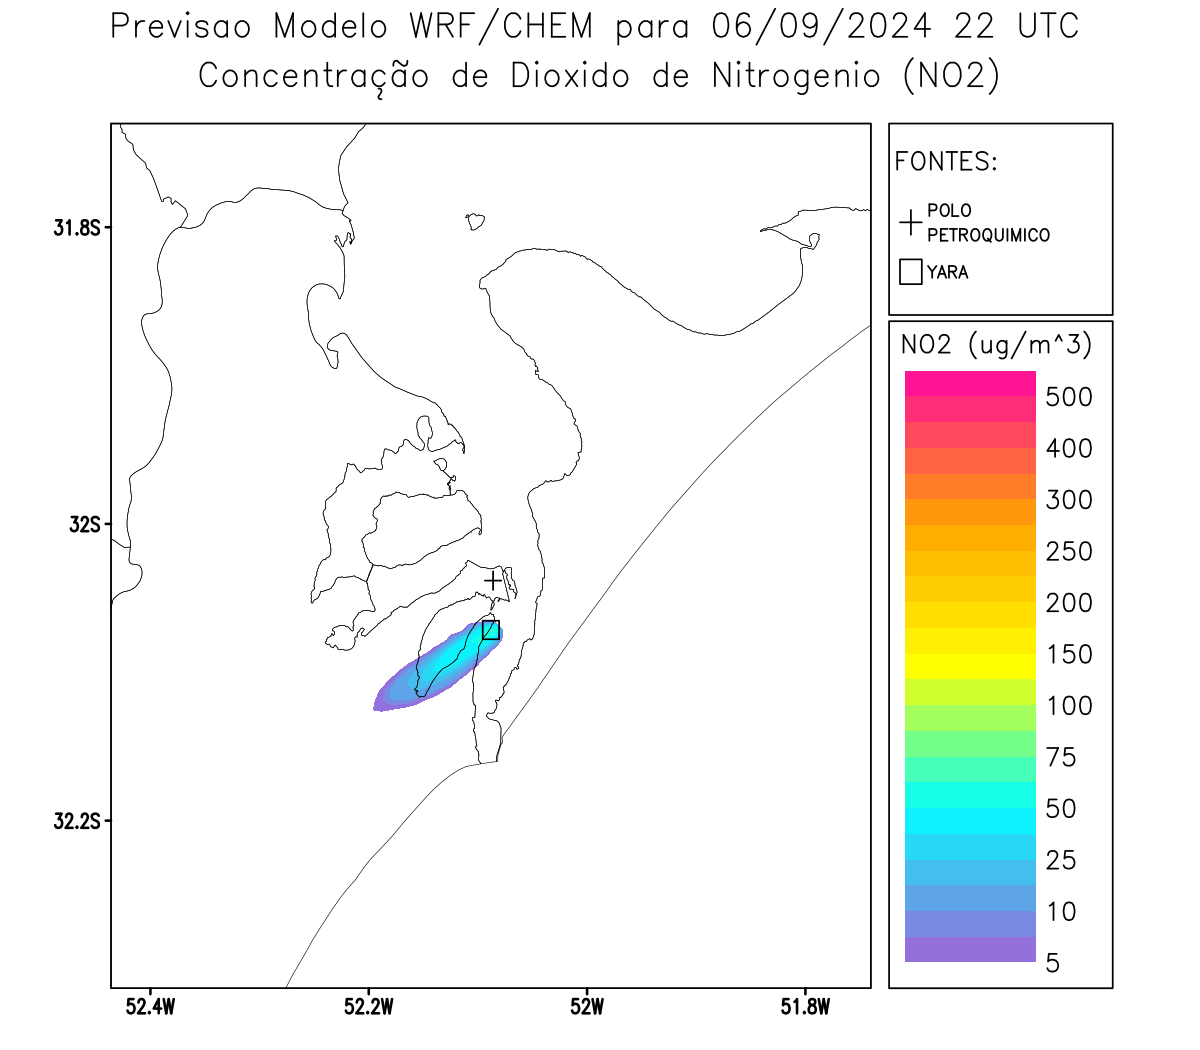 Previsao Modelo WRF/CHEM para 06/09/2024 22 UTC
Concentração de Dioxido de Nitrogenio (NO2)
FONTES:
POLO
PETROQUIMICO
YARA
31.8S
32S
32.2S
52.4W
52.2W
52W
51.8W
NO2 (ug/m^3)
500
400
300
250
200
150
100
75
50
25
10
5